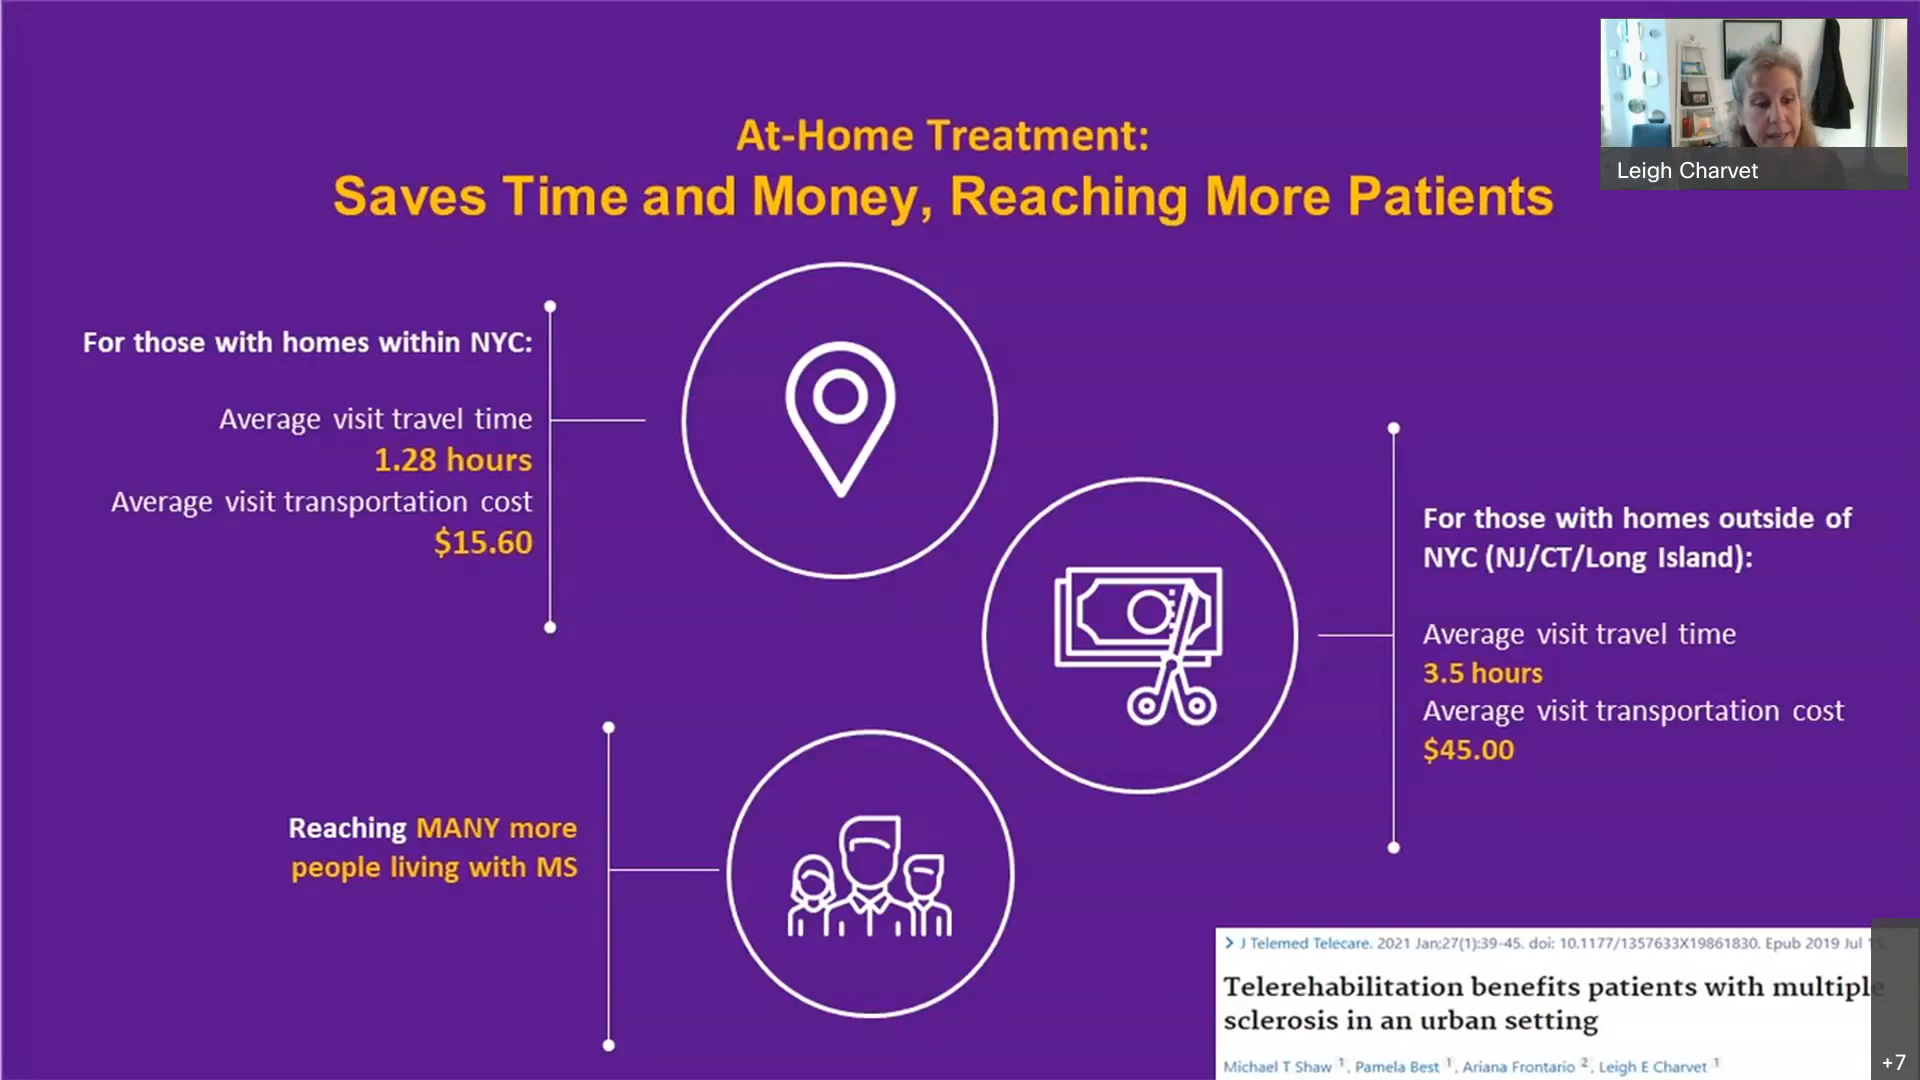 At-Home Treatment:
Saves Time and Money, Reaching More Patients
Leigh Charvet
For those with homes within NYC:
Average visit travel time
1.28 hours
Average visit transportation cost
$15.60
For those with homes outside of
NYC (NJ/CT/Long Island):
Average visit travel time
3.5 hours
Average visit transportation cost
$45.00
Reaching MANY more
people living with MS
> J Telemed Telecare. 2021 Jan;27(1):39-45. doi: 10.1177/1357633X19861830. Epub 2019 Jul
Telerehabilitation benefits patients with multiple
sclerosis in an urban setting
Michael T Shaw 1, Pamela Best 1, Ariana Frontario 2, Leigh E Charvet 1
+7